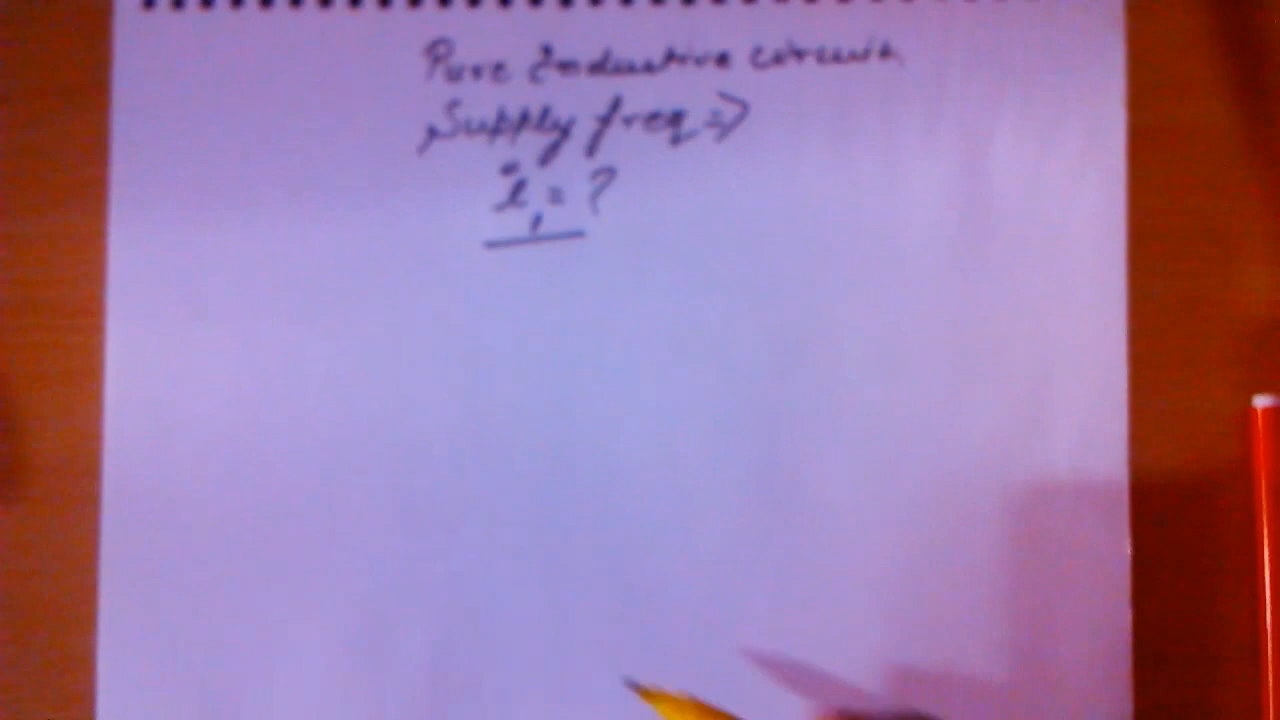 Pure Inductive circuit
Supply freq ⇒
i = ?